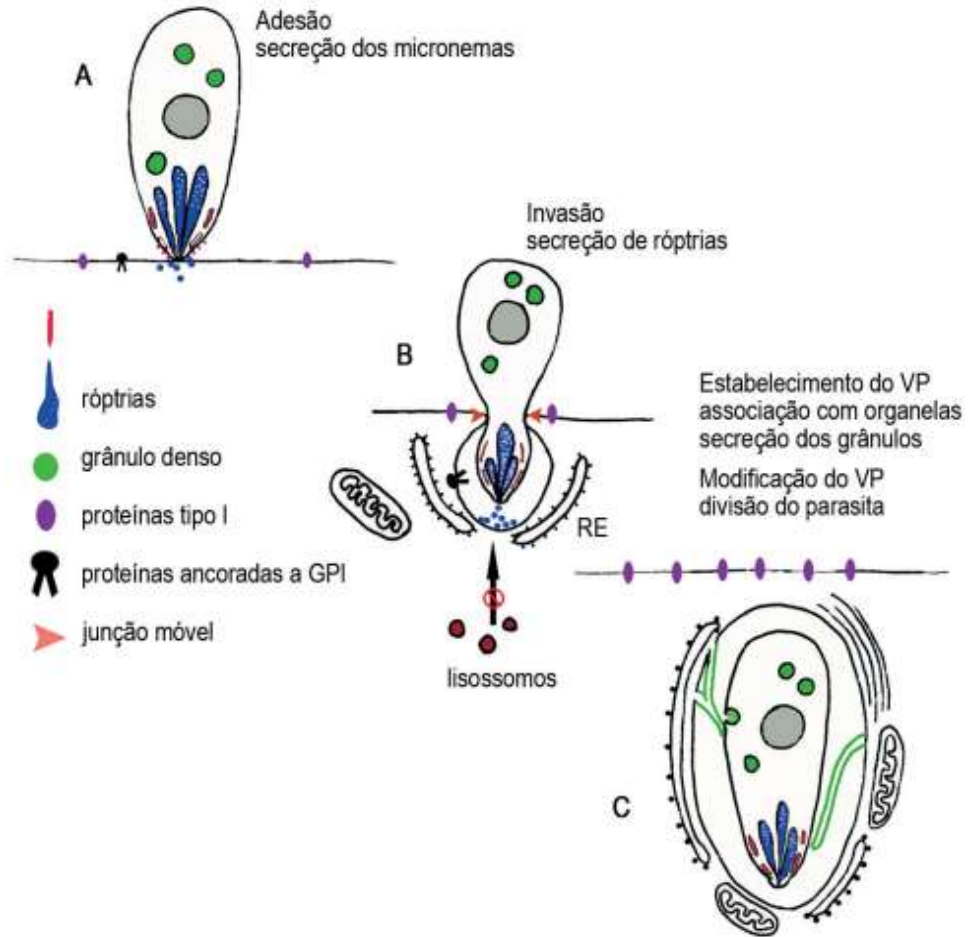 Adesão
secreção dos micronemas
A
Invasão
secreção de róptrias
B
róptrias
grânulo denso
proteínas tipo I
proteínas ancoradas a GPI
junção móvel
RE
lisossomos
Estabelecimento do VP
associação com organelas
secreção dos grânulos
Modificação do VP
divisão do parasita
C